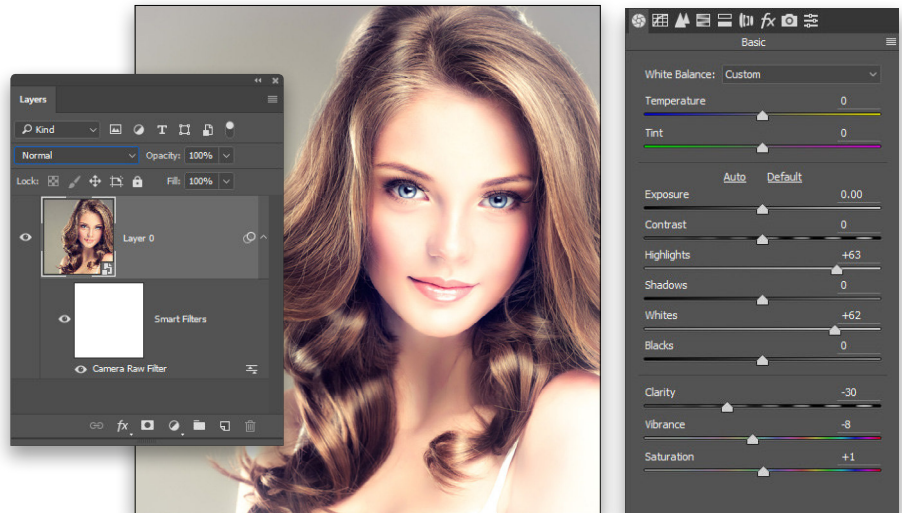 Layers
Kind
T
Normal
Opacity: 100%
Lock:
Fill: 100%
Layer 0
Smart Filters
Camera Raw Filter
fx
fx
Basic
White Balance: Custom
Temperature 0
Tint 0
Auto Default
Exposure 0.00
Contrast 0
Highlights +63
Shadows 0
Whites +62
Blacks 0
Clarity -30
Vibrance -8
Saturation +1